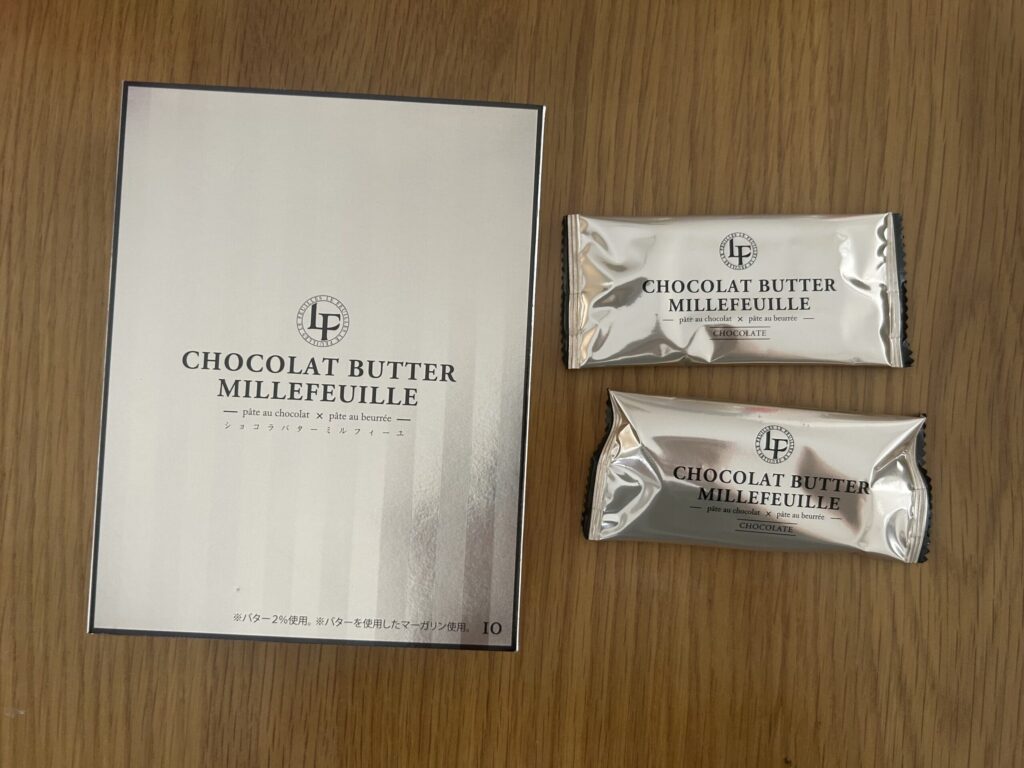 LF
CHOCOLAT BUTTER
MILLEFEUILLE
pâte au chocolat × pâte au beurrée
ショコラバターミルフィーユ
※バター2%使用。※バターを使用したマーガリン使用。 10
LF
CHOCOLAT BUTTER
MILLEFEUILLE
pâte au chocolat × pâte au beurrée
CHOCOLATE
LF
CHOCOLAT BUTTER
MILLEFEUILLE
pâte au chocolat × pâte au beurrée
CHOCOLATE